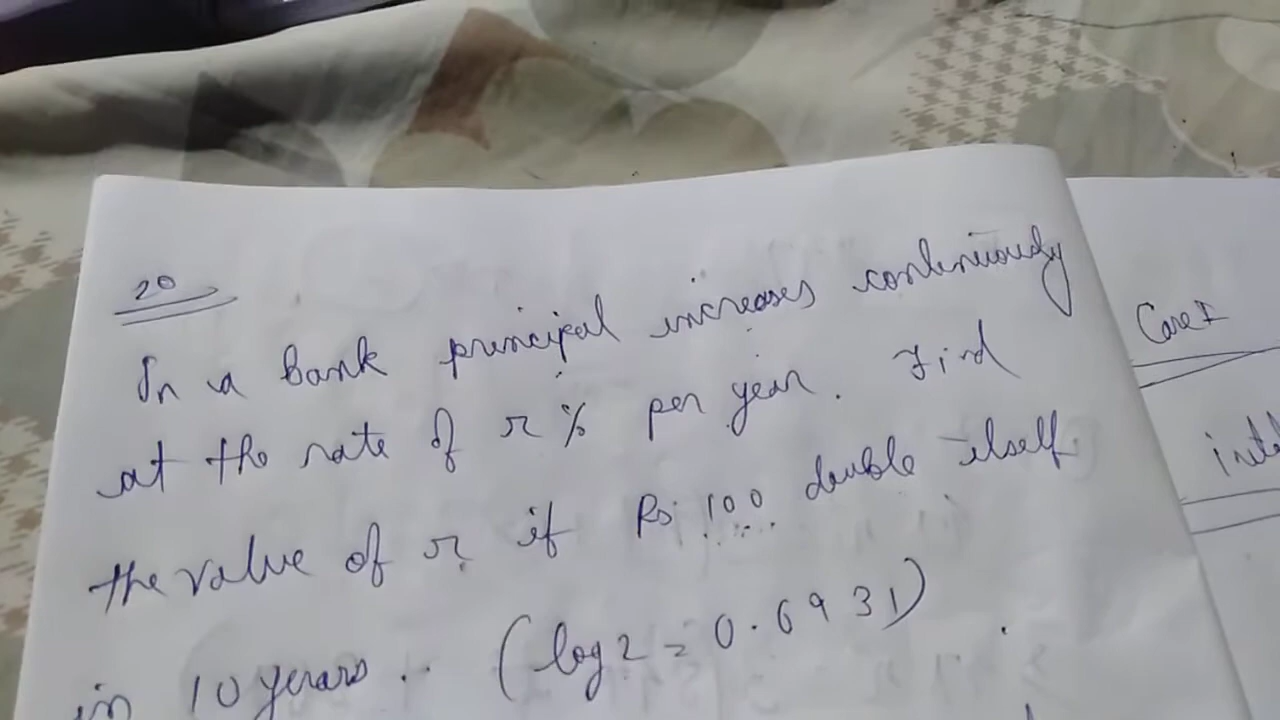 20
In a bank principal increases continuously
at the rate of r % per year. Find
the value of r if Rs 100 double itself
in 10 years.. (log 2 = 0.6931)
Case I